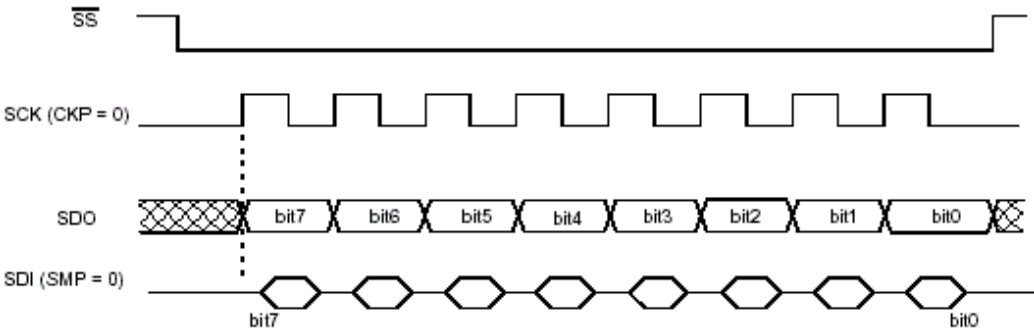 SS
SCK (CKP = 0)
SDO bit7 bit6 bit5 bit4 bit3 bit2 bit1 bit0
SDI (SMP = 0)
bit7 bit0